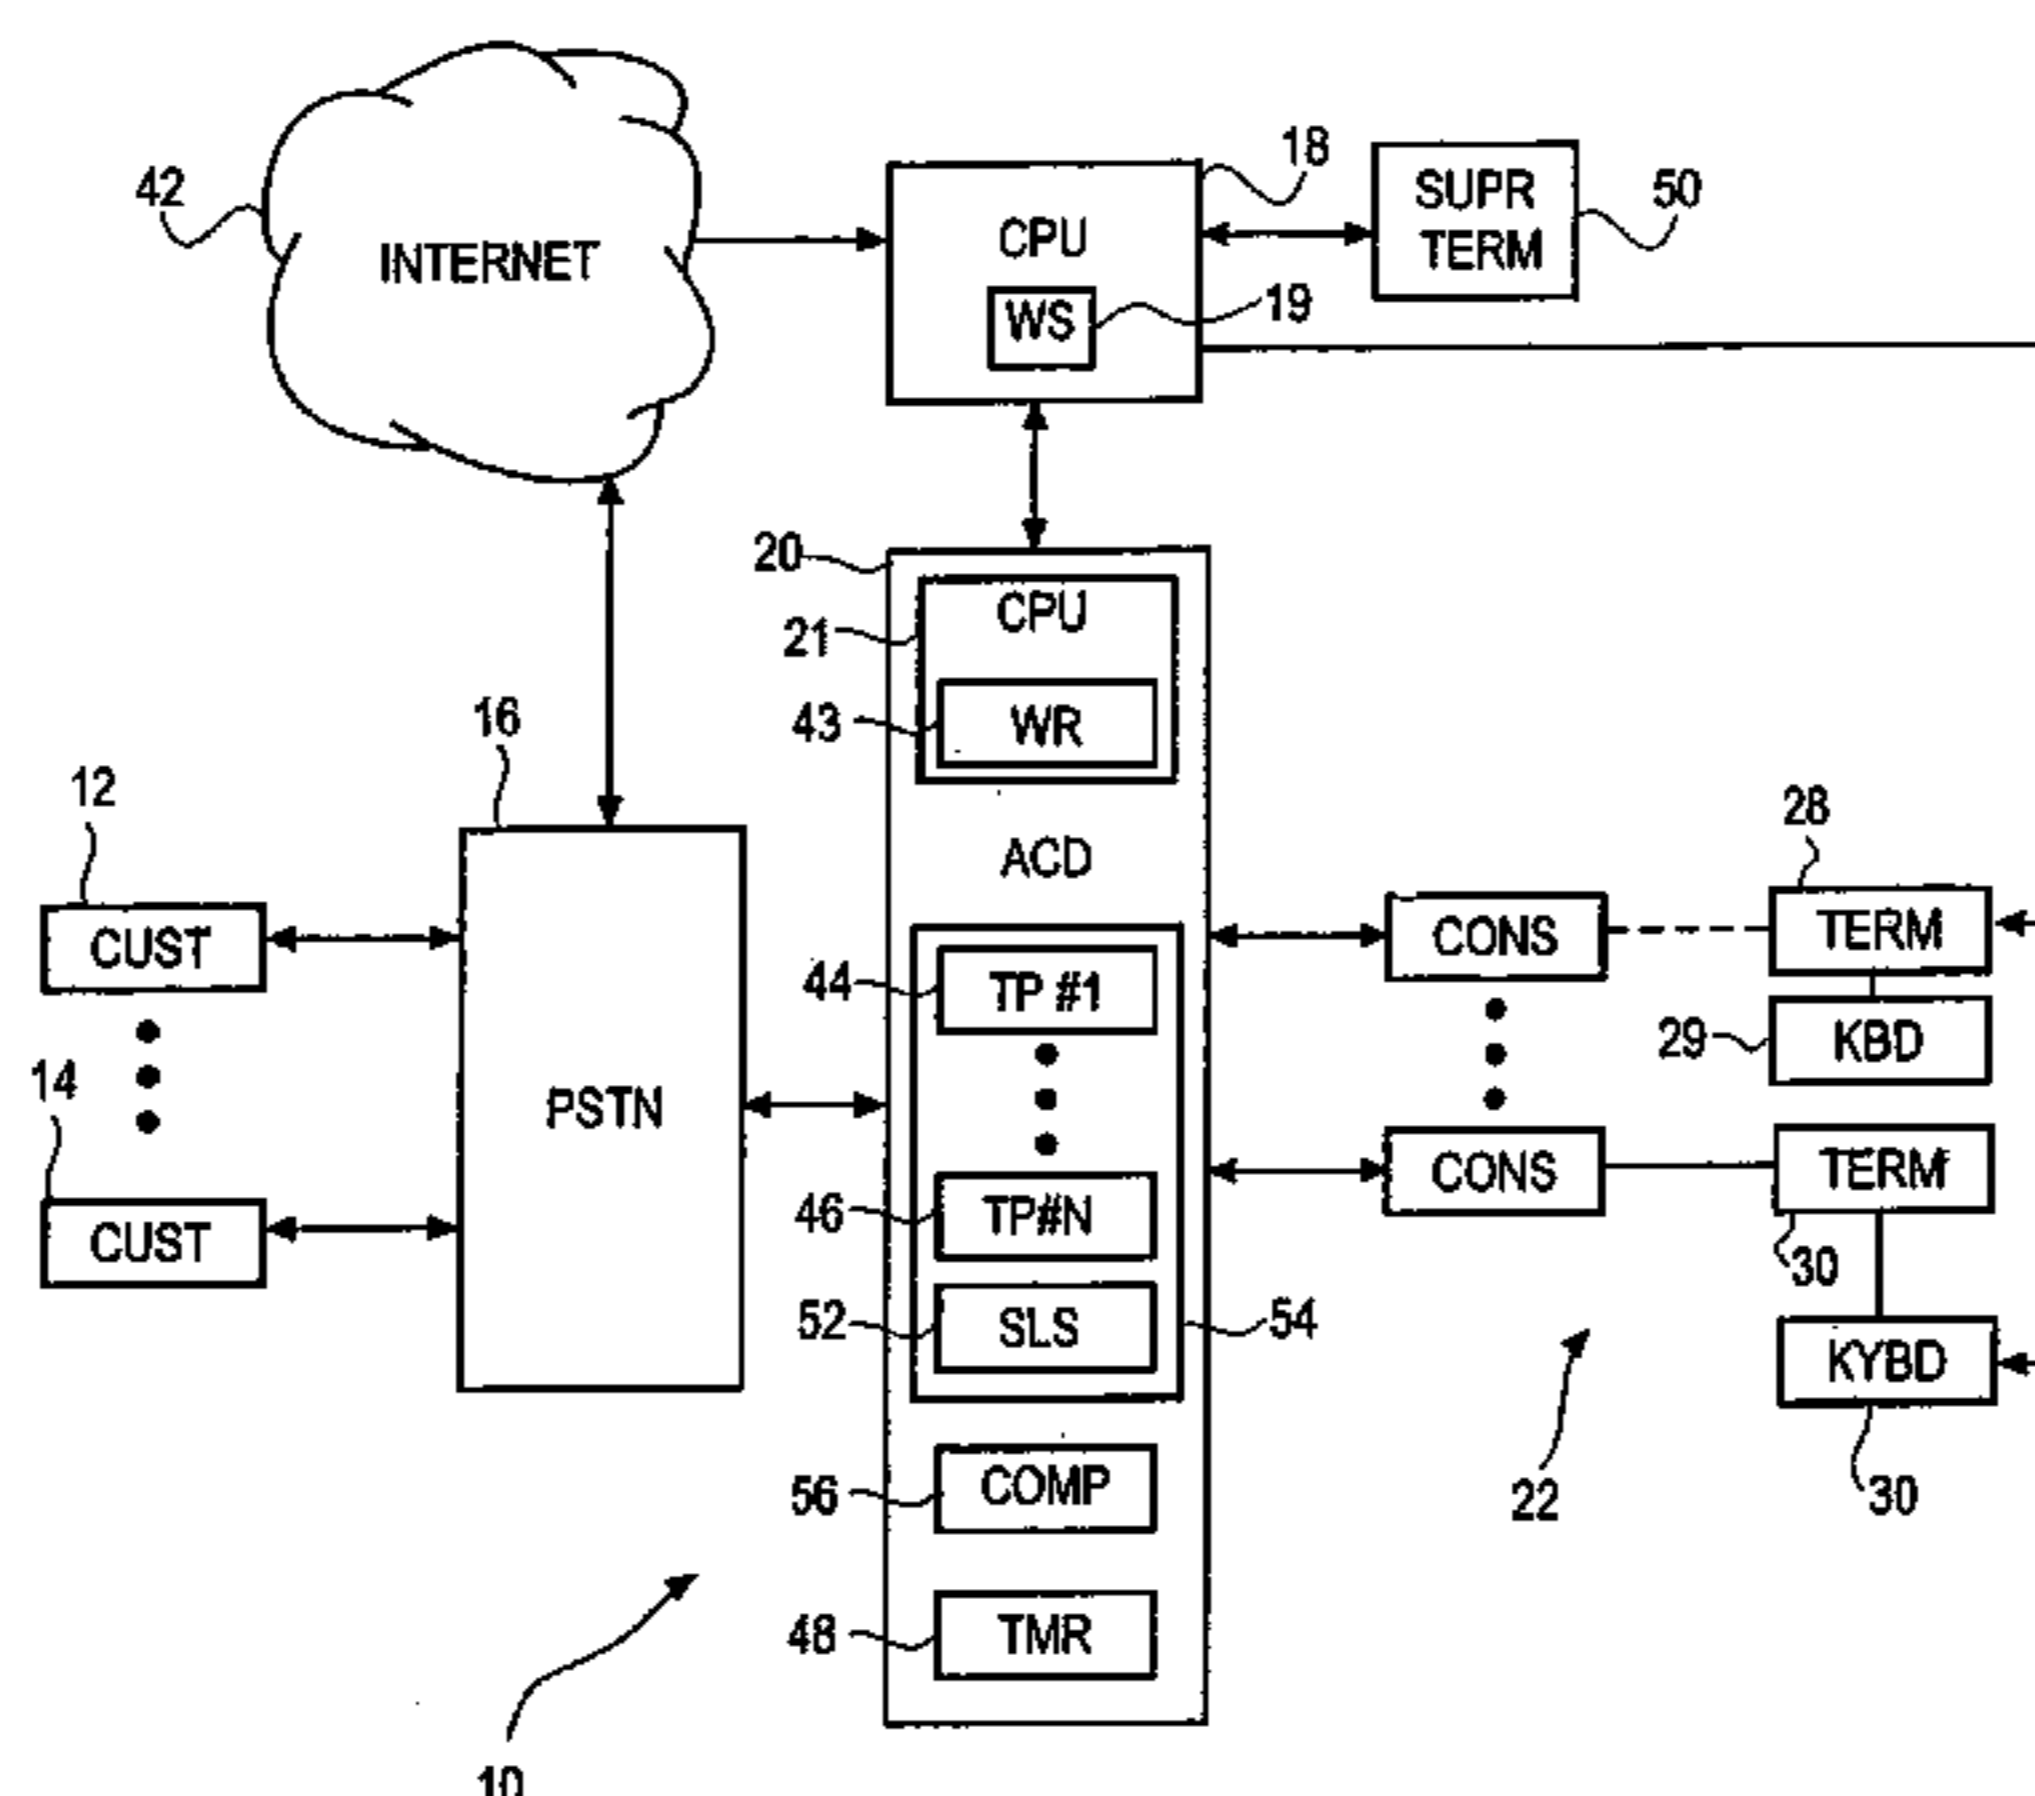 42
INTERNET
18
CPU
WS
19
SUPR
TERM
50
20
CPU
21
43
WR
ACD
16
PSTN
12
CUST
14
CUST
44
TP #1
46
TP#N
52
SLS
54
56
COMP
48
TMR
CONS
CONS
28
TERM
29
KBD
TERM
30
KYBD
30
22
10